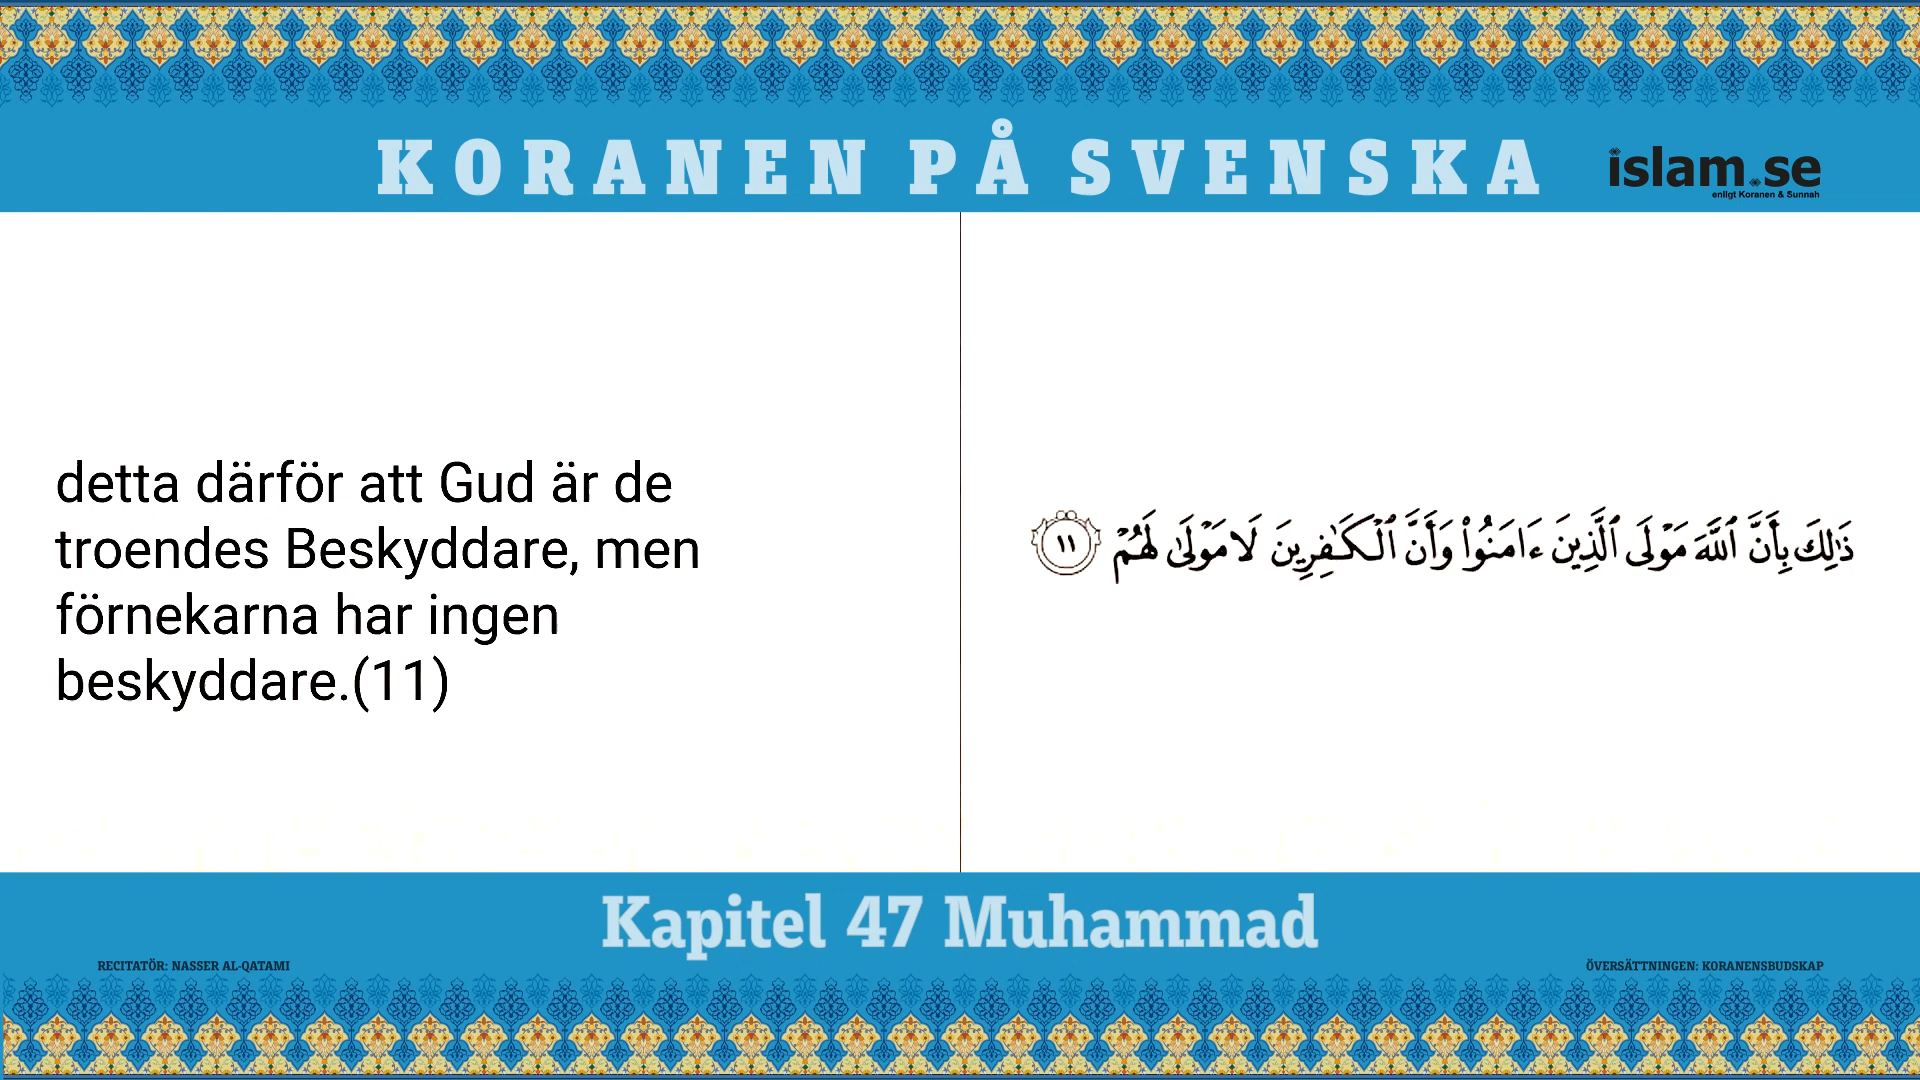 KORANEN PÅ SVENSKA
islam.se
enligt Koranen & Sunnah
detta därför att Gud är de
troendes Beskyddare, men
förnekarna har ingen
beskyddare.(11)
ذَٰلِكَ بِأَنَّ ٱللَّهَ مَوْلَى ٱلَّذِينَ ءَامَنُوا۟ وَأَنَّ ٱلْكَـٰفِرِينَ لَا مَوْلَىٰ لَهُمْ ١١
Kapitel 47 Muhammad
RECITATÖR: NASSER AL-QATAMI
ÖVERSÄTTNINGEN: KORANENSBUDSKAP